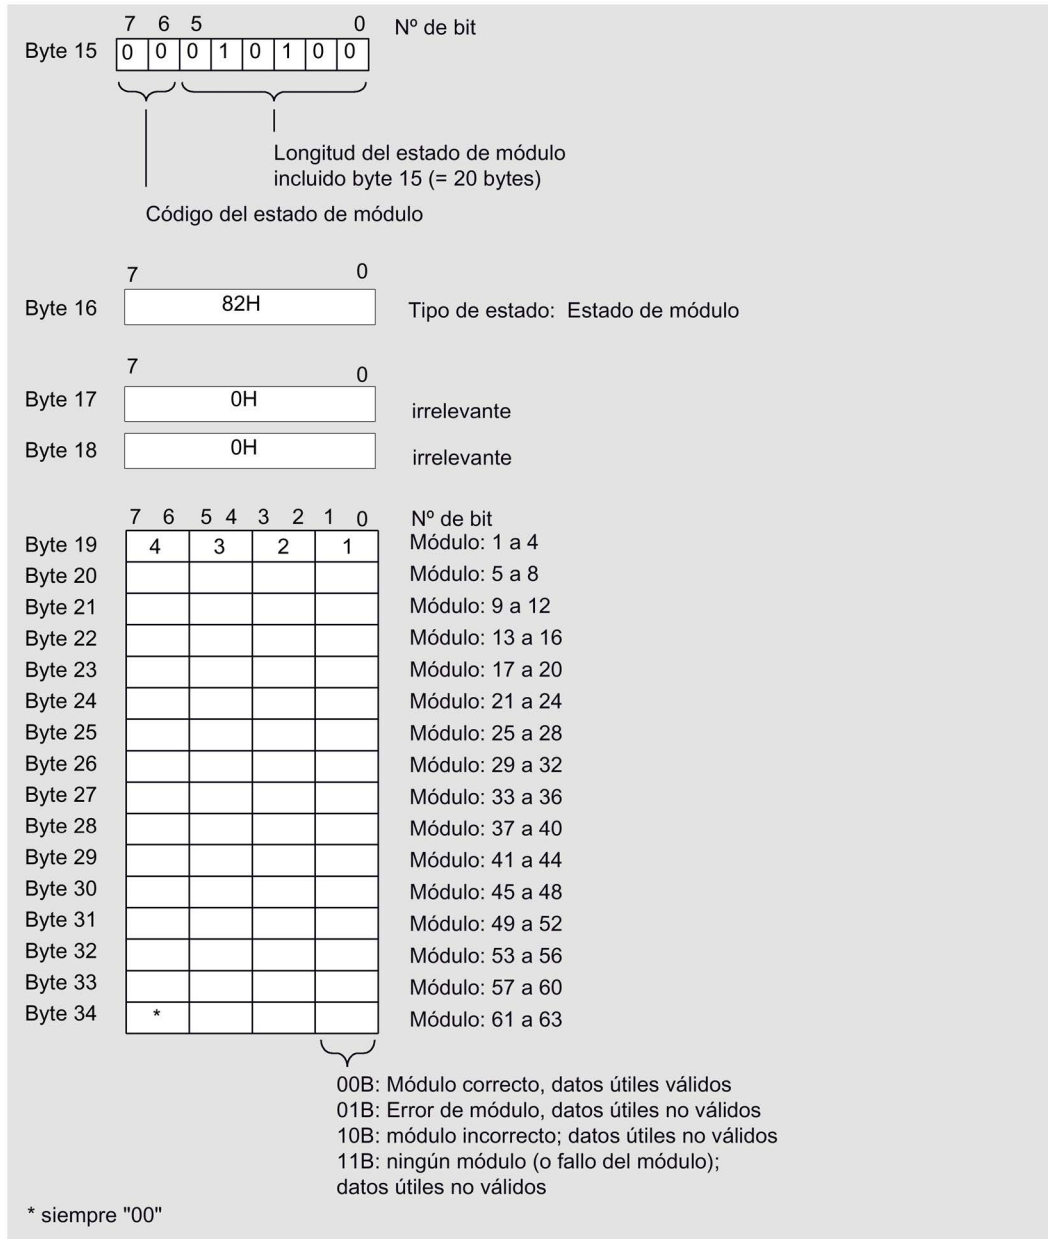 7 6 5 0 Nº de bit
Byte 15 0 0 0 1 0 1 0 0
Longitud del estado de módulo
incluido byte 15 (= 20 bytes)
Código del estado de módulo
7 0
Byte 16 82H Tipo de estado: Estado de módulo
7 0
Byte 17 0H irrelevante
Byte 18 0H irrelevante
7 6 5 4 3 2 1 0 Nº de bit
Byte 19 4 3 2 1 Módulo: 1 a 4
Byte 20 Módulo: 5 a 8
Byte 21 Módulo: 9 a 12
Byte 22 Módulo: 13 a 16
Byte 23 Módulo: 17 a 20
Byte 24 Módulo: 21 a 24
Byte 25 Módulo: 25 a 28
Byte 26 Módulo: 29 a 32
Byte 27 Módulo: 33 a 36
Byte 28 Módulo: 37 a 40
Byte 29 Módulo: 41 a 44
Byte 30 Módulo: 45 a 48
Byte 31 Módulo: 49 a 52
Byte 32 Módulo: 53 a 56
Byte 33 Módulo: 57 a 60
Byte 34 * Módulo: 61 a 63
00B: Módulo correcto, datos útiles válidos
01B: Error de módulo, datos útiles no válidos
10B: módulo incorrecto; datos útiles no válidos
11B: ningún módulo (o fallo del módulo);
datos útiles no válidos
* siempre "00"